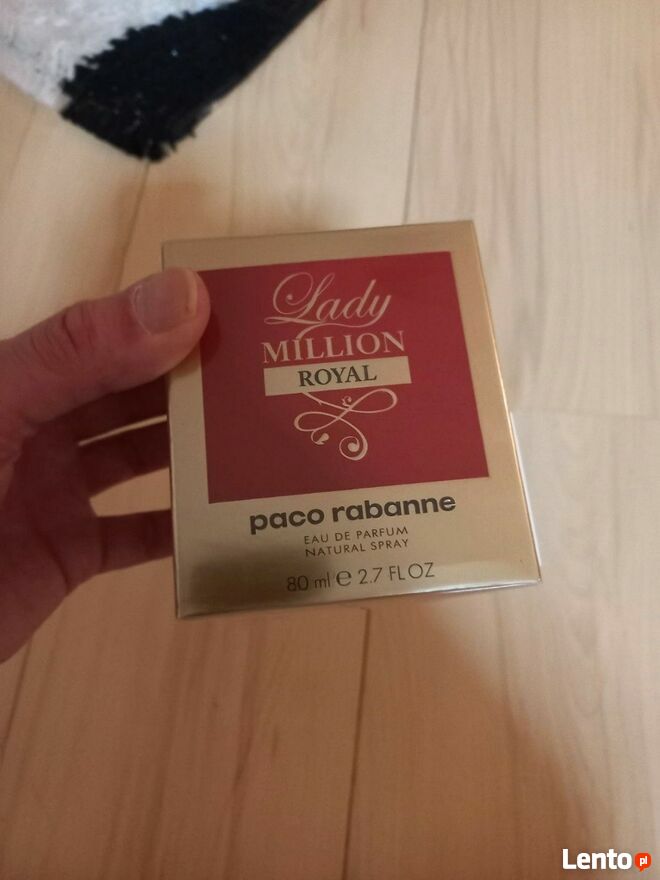 Lady
MILLION
ROYAL
paco rabanne
EAU DE PARFUM
NATURAL SPRAY
80 ml e 2.7 FL OZ
Lento.pl